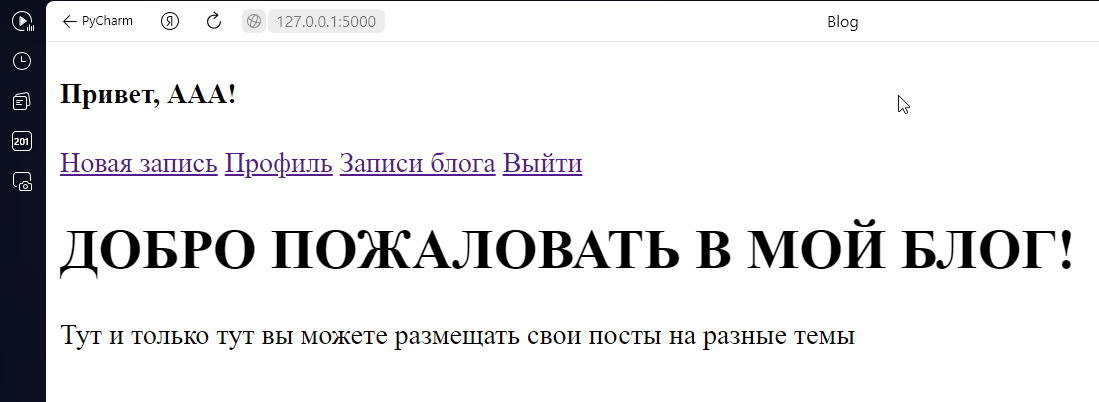 PyCharm Я 127.0.0.1:5000 Blog
Привет, ААА!
201
Новая запись Профиль Записи блога Выйти
ДОБРО ПОЖАЛОВАТЬ В МОЙ БЛОГ!
Тут и только тут вы можете размещать свои посты на разные темы